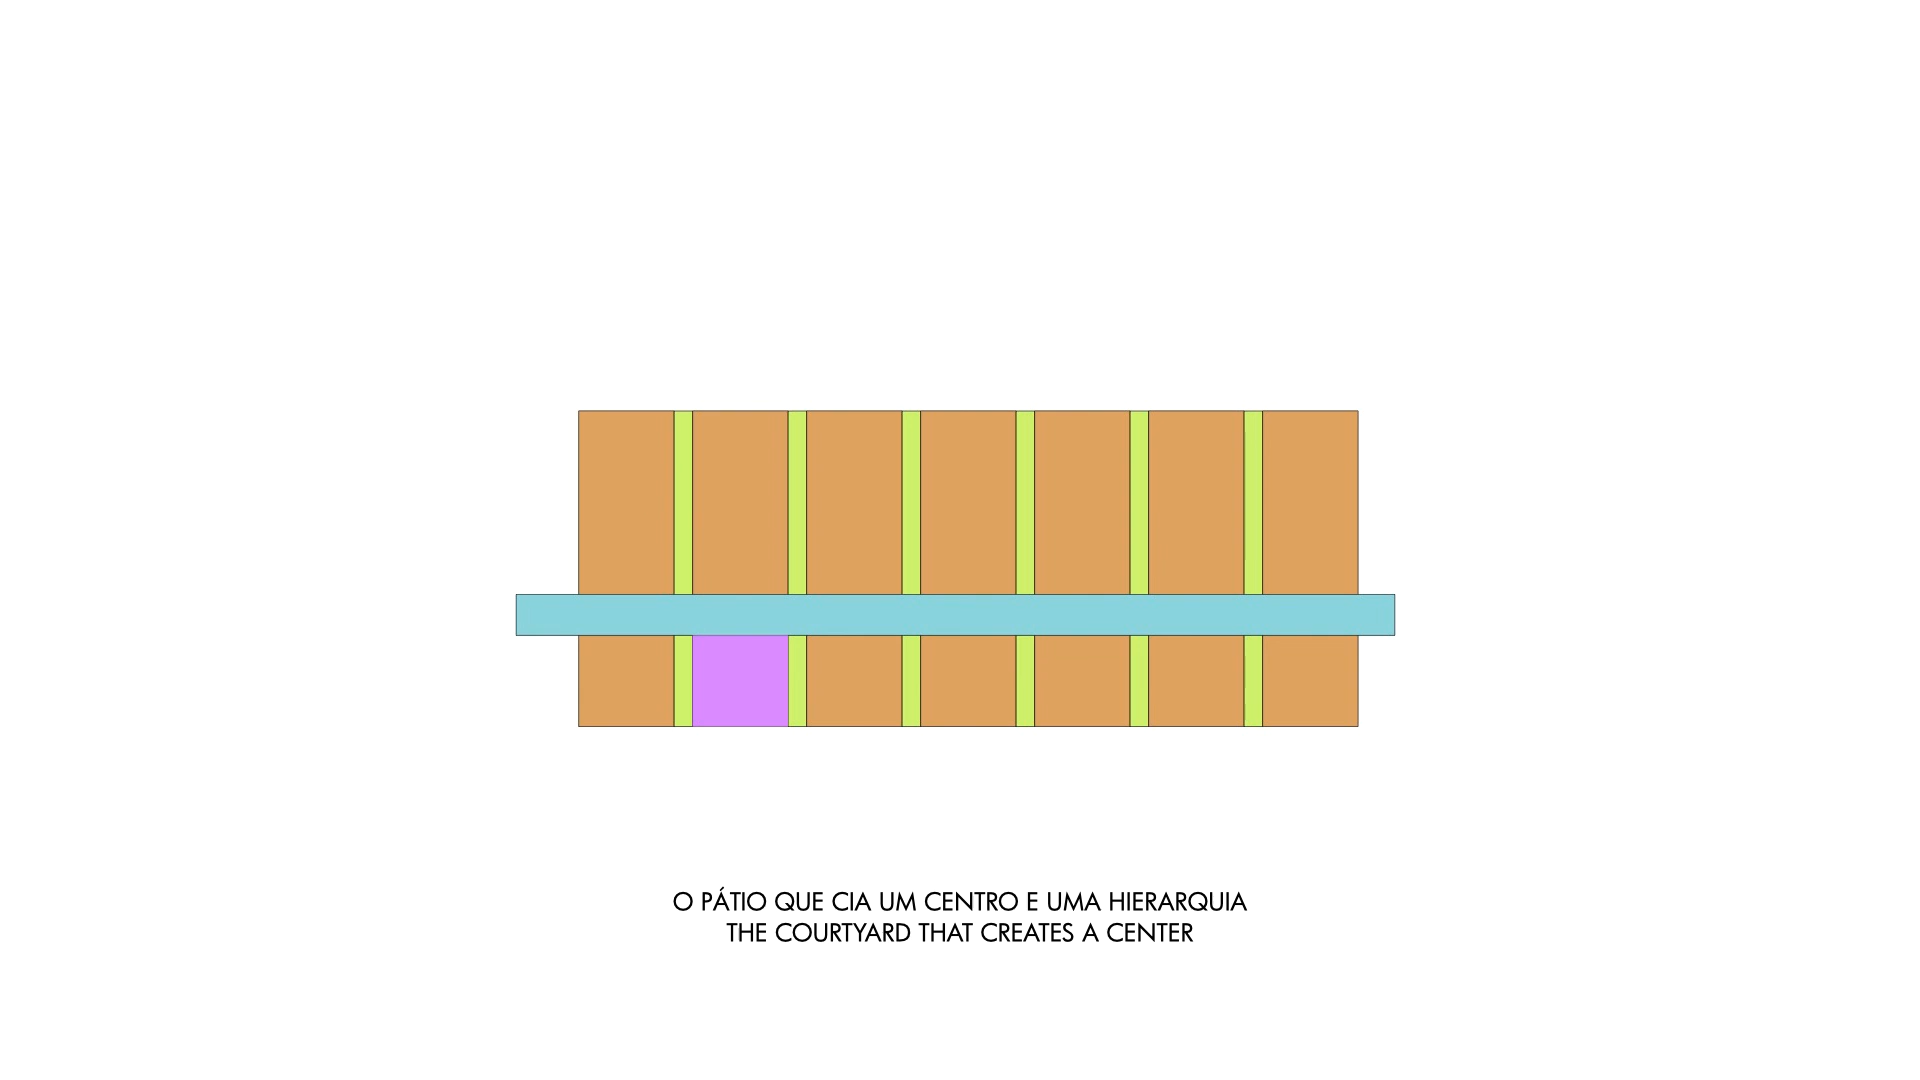 O PÁTIO QUE CIA UM CENTRO E UMA HIERARQUIA
THE COURTYARD THAT CREATES A CENTER